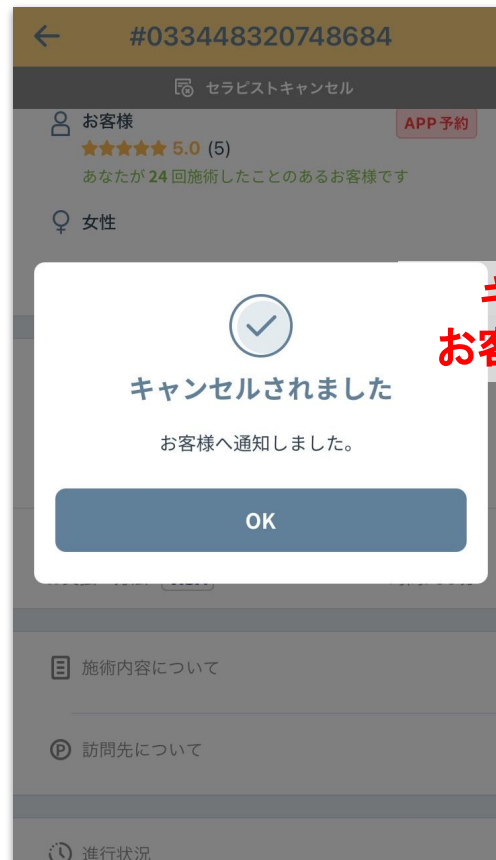 #033448320748684
セラピストキャンセル
お客様
APP予約
★★★★★ 5.0 (5)
あなたが 24 回施術したことのあるお客様です
女性
キャンセルされました
お客様へ通知しました。
OK
施術内容について
P 訪問先について
進行状況
お客